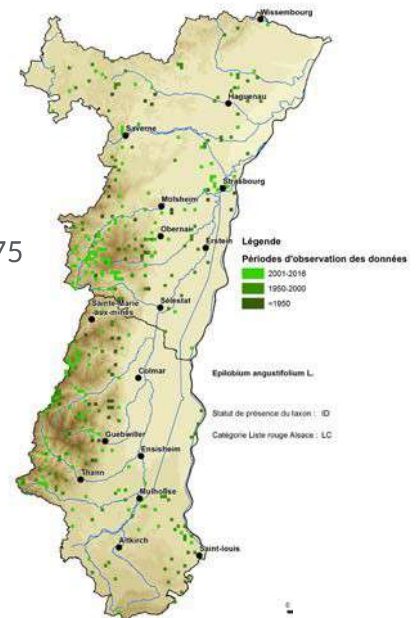 Wissembourg
Haguenau
Saverne
Strasbourg
Molsheim
75
Obernai
Erstein
Légende
Périodes d'observation des données
2001-2016
1950-2000
<1950
Sainte-Marie
-aux-mines
Sélestat
Colmar
Epilobium angustifolium L.
Statut de présence du taxon : ID
Catégorie Liste rouge Alsace : LC
Guebwiller
Ensisheim
Thann
Mulhouse
Altkirch
Saint-louis